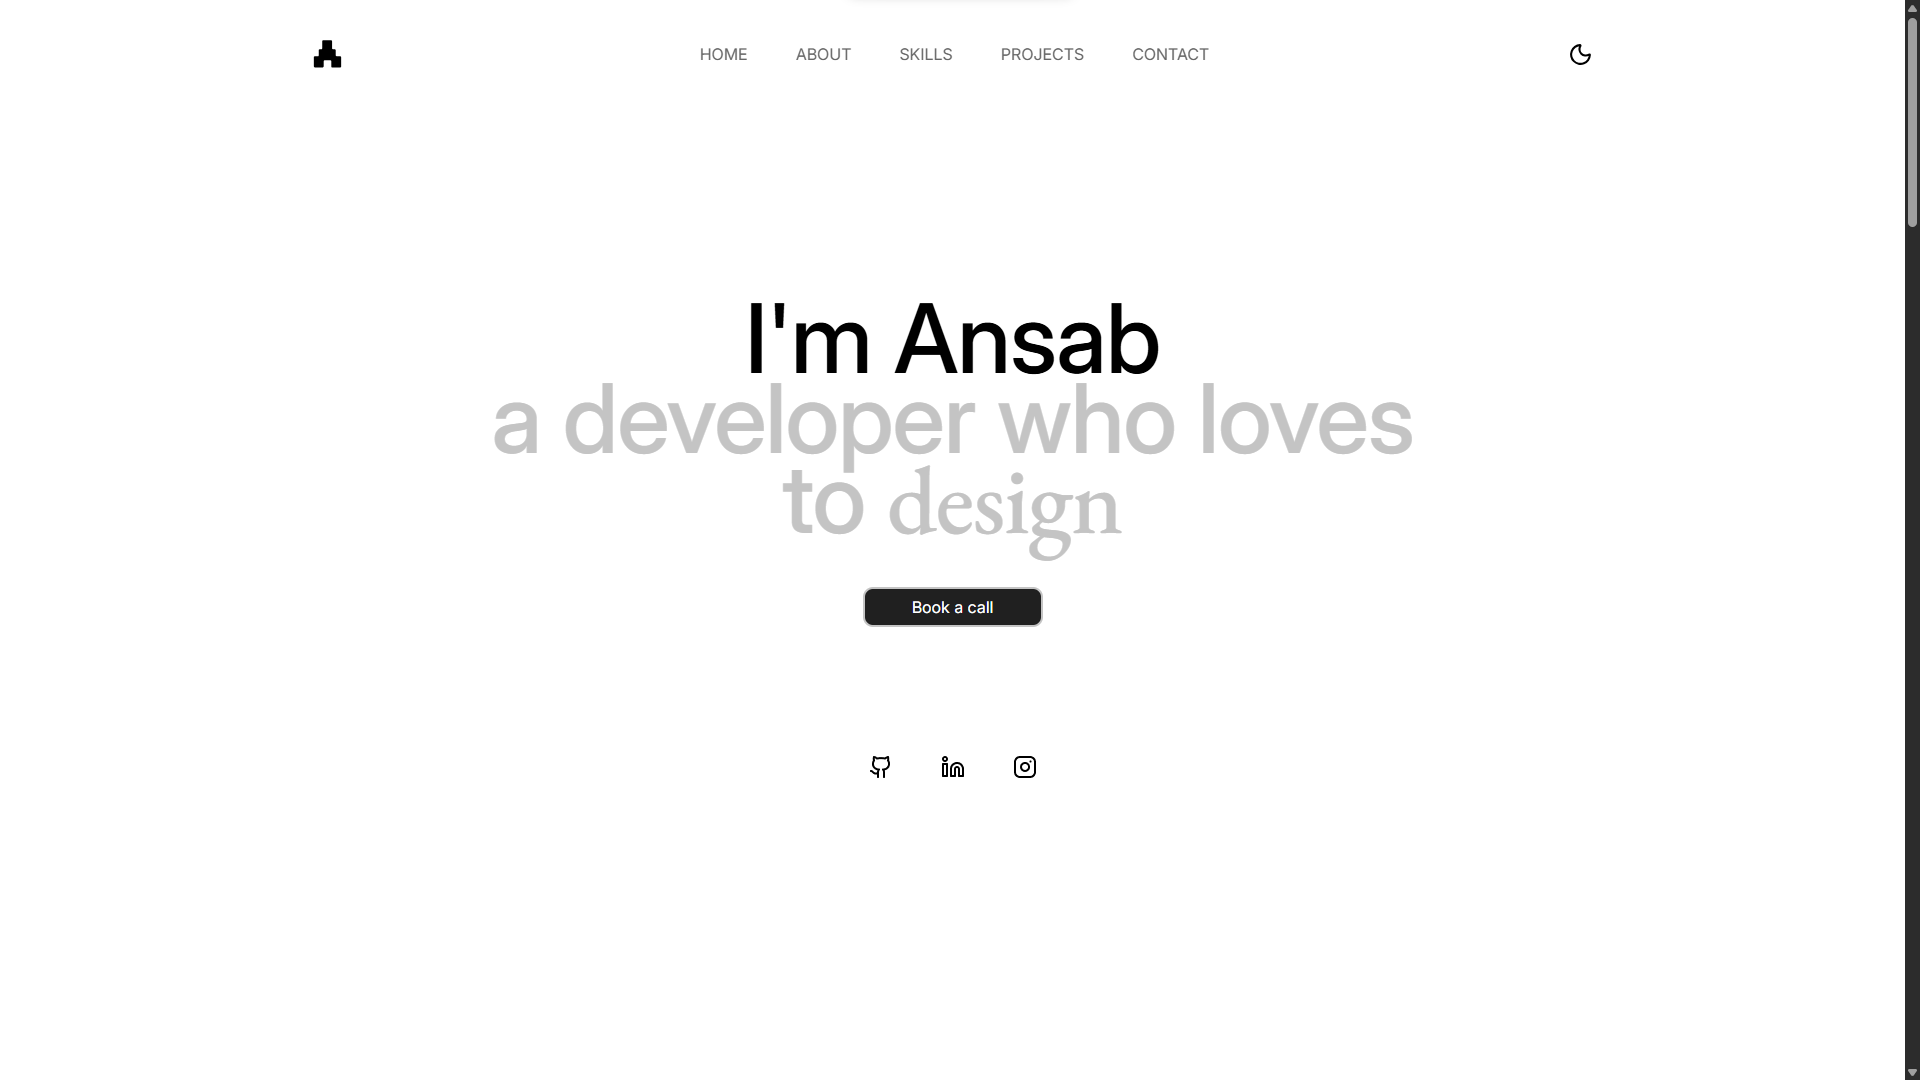 HOME ABOUT SKILLS PROJECTS CONTACT
I'm Ansab
a developer who loves
to design
Book a call